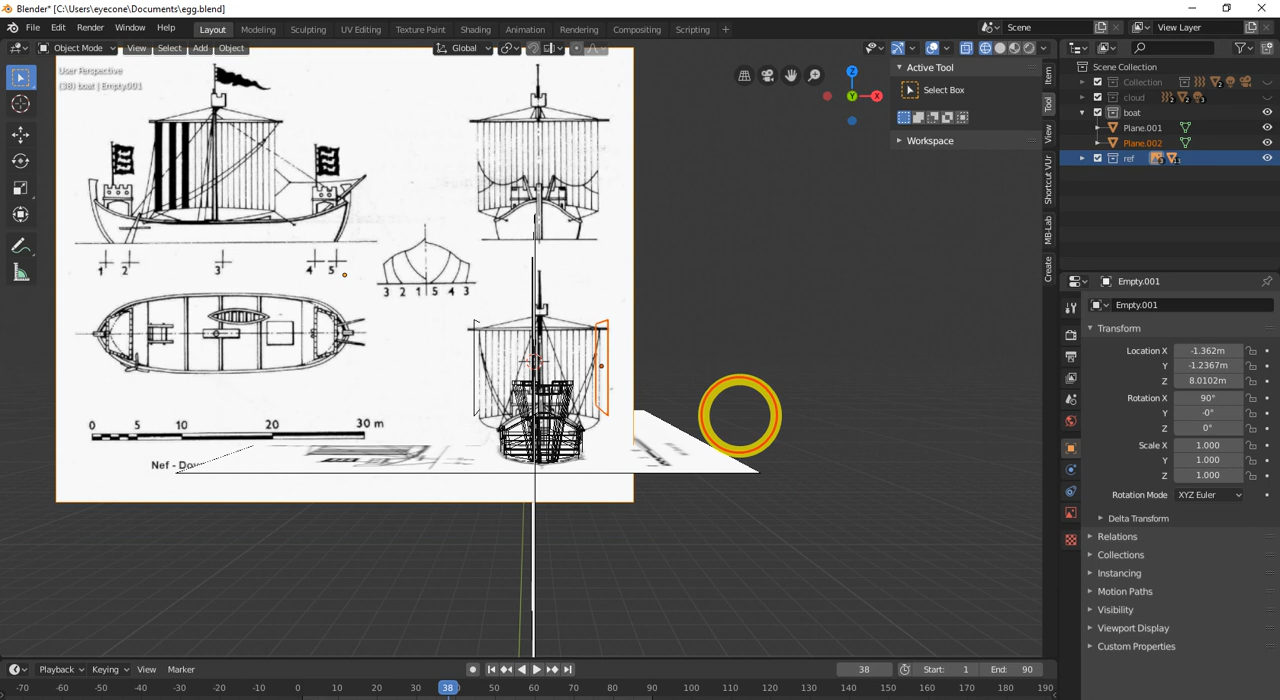 Blender* [C:\Users\eyecone\Documents\egg.blend]
File Edit Render Window Help Layout Modeling Sculpting UV Editing Texture Paint Shading Animation Rendering Compositing Scripting + Scene View Layer
Object Mode View Select Add Object Global
User Perspective
(38) boat | Empty.001
Z
Y X
Active Tool
Select Box
Workspace
Item
Tool
View
Shortcut VUr
MB-Lab
Create
Scene Collection
Collection 2
cloud 2 2 3
boat
Plane.001
Plane.002
ref
1 2 3 4 5
3 2 1 5 4 3
0 5 10 20 30 m
Empty.001
Empty.001
Transform
Location X -1.362m
Y -1.2367m
Z 8.0102m
Rotation X 90°
Y -0°
Z 0°
Scale X 1.000
Y 1.000
Z 1.000
Rotation Mode XYZ Euler
Delta Transform
Relations
Collections
Instancing
Motion Paths
Visibility
Viewport Display
Custom Properties
Playback Keying View Marker 38 Start: 1 End: 90
-70 -60 -50 -40 -30 -20 -10 0 10 20 30 38 50 60 70 80 90 100 110 120 130 140 150 160 170 180 190